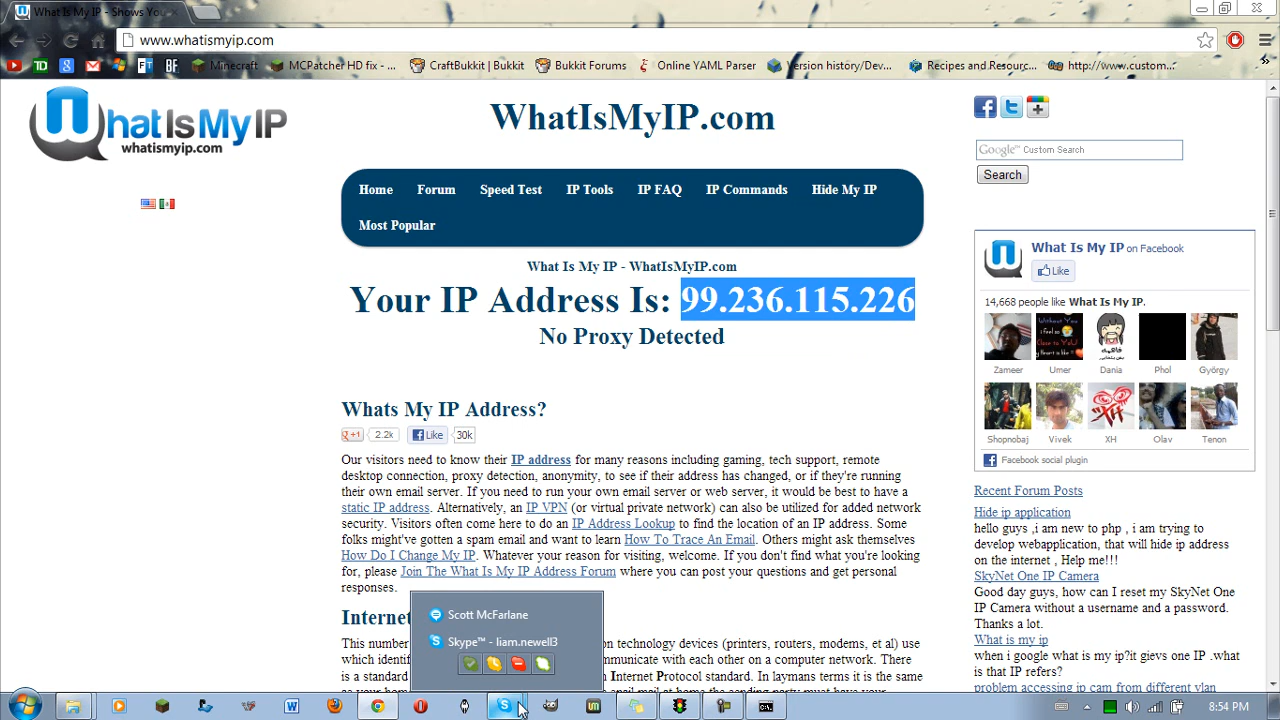 What Is My IP - Shows You
www.whatismyip.com
TD
FT
BF
Minecraft
MCPatcher HD fix - ...
CraftBukkit | Bukkit
Bukkit Forums
Online YAML Parser
Version history/Dev...
Recipes and Resourc...
http://www.custom...
WhatIsMyIP
whatismyip.com
WhatIsMyIP.com
Google™ Custom Search
Search
Home Forum Speed Test IP Tools IP FAQ IP Commands Hide My IP
Most Popular
What Is My IP - WhatIsMyIP.com
Your IP Address Is: 99.236.115.226
No Proxy Detected
What Is My IP on Facebook
Like
14,668 people like What Is My IP.
Zameer Umer Dania Phol György
Shopnobaj Vivek XH Olav Tenon
Facebook social plugin
Whats My IP Address?
+1 2.2k Like 30k
Our visitors need to know their IP address for many reasons including gaming, tech support, remote
desktop connection, proxy detection, anonymity, to see if their address has changed, or if they're running
their own email server. If you need to run your own email server or web server, it would be best to have a
static IP address. Alternatively, an IP VPN (or virtual private network) can also be utilized for added network
security. Visitors often come here to do an IP Address Lookup to find the location of an IP address. Some
folks might've gotten a spam email and want to learn How To Trace An Email. Others might ask themselves
How Do I Change My IP. Whatever your reason for visiting, welcome. If you don't find what you're looking
for, please Join The What Is My IP Address Forum where you can post your questions and get personal
responses.
Internet
This number
on technology devices (printers, routers, modems, et al) use
which identif
mmunicate with each other on a computer network. There
is a standard
Internet Protocol standard. In laymans terms it is the same
Recent Forum Posts
Hide ip application
hello guys ,i am new to php , i am trying to
develop webapplication, that will hide ip address
on the internet , Help me!!!
SkyNet One IP Camera
Good day guys, how can I reset my SkyNet One
IP Camera without a username and a password.
Thanks a lot.
What is my ip
when i google what is my ip?it gievs one IP .what
is that IP refers?
problem accessing ip cam from different vlan
Scott McFarlane
Skype™ - liam.newell3
8:54 PM